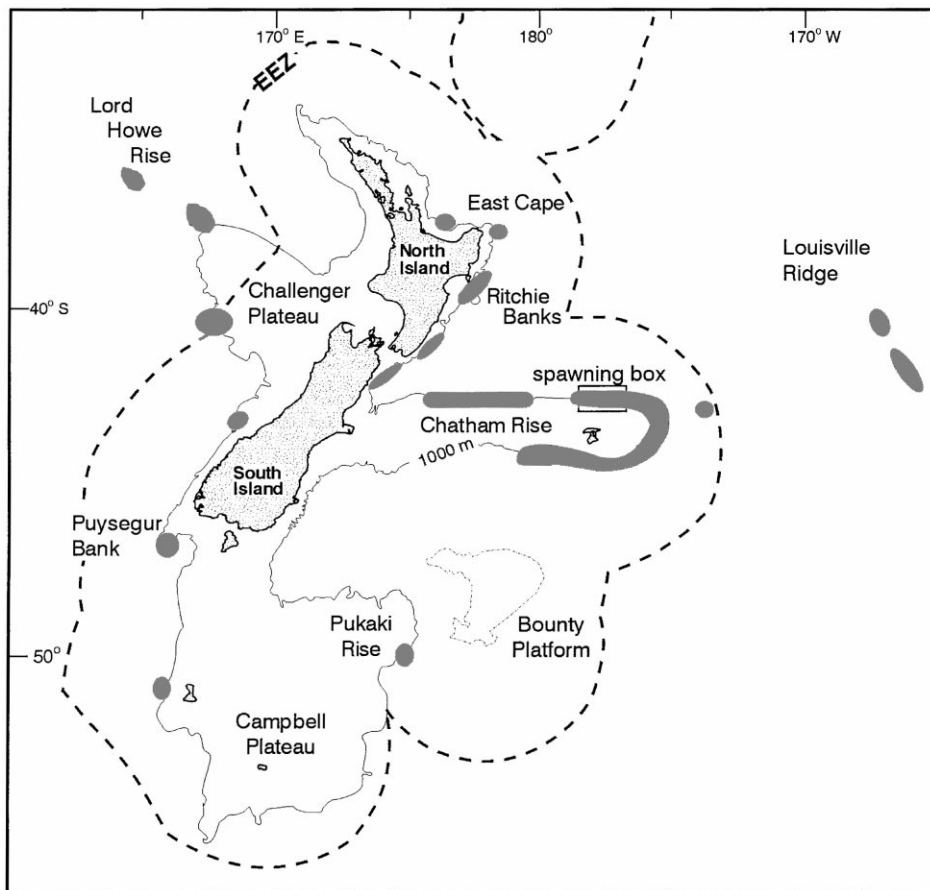 170° E
180°
170° W
EEZ
Lord
Howe
Rise
East Cape
North
Island
Louisville
Ridge
Challenger
Plateau
Ritchie
Banks
40° S
spawning box
Chatham Rise
1000 m
South
Island
Puysegur
Bank
Pukaki
Rise
Bounty
Platform
50°
Campbell
Plateau